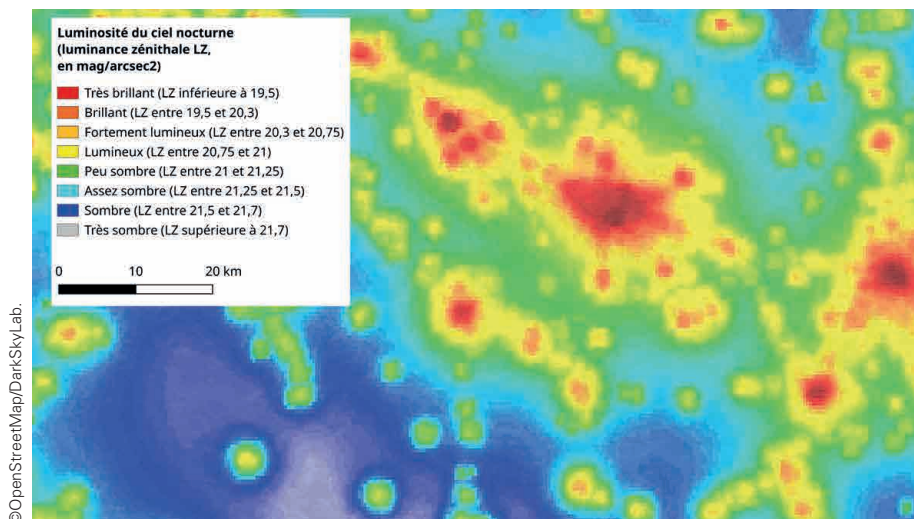 Luminosité du ciel nocturne
(luminance zénithale LZ,
en mag/arcsec2)
Très brillant (LZ inférieure à 19,5)
Brillant (LZ entre 19,5 et 20,3)
Fortement lumineux (LZ entre 20,3 et 20,75)
Lumineux (LZ entre 20,75 et 21)
Peu sombre (LZ entre 21 et 21,25)
Assez sombre (LZ entre 21,25 et 21,5)
Sombre (LZ entre 21,5 et 21,7)
Très sombre (LZ supérieure à 21,7)
0 10 20 km
©OpenStreetMap/DarkSkyLab.